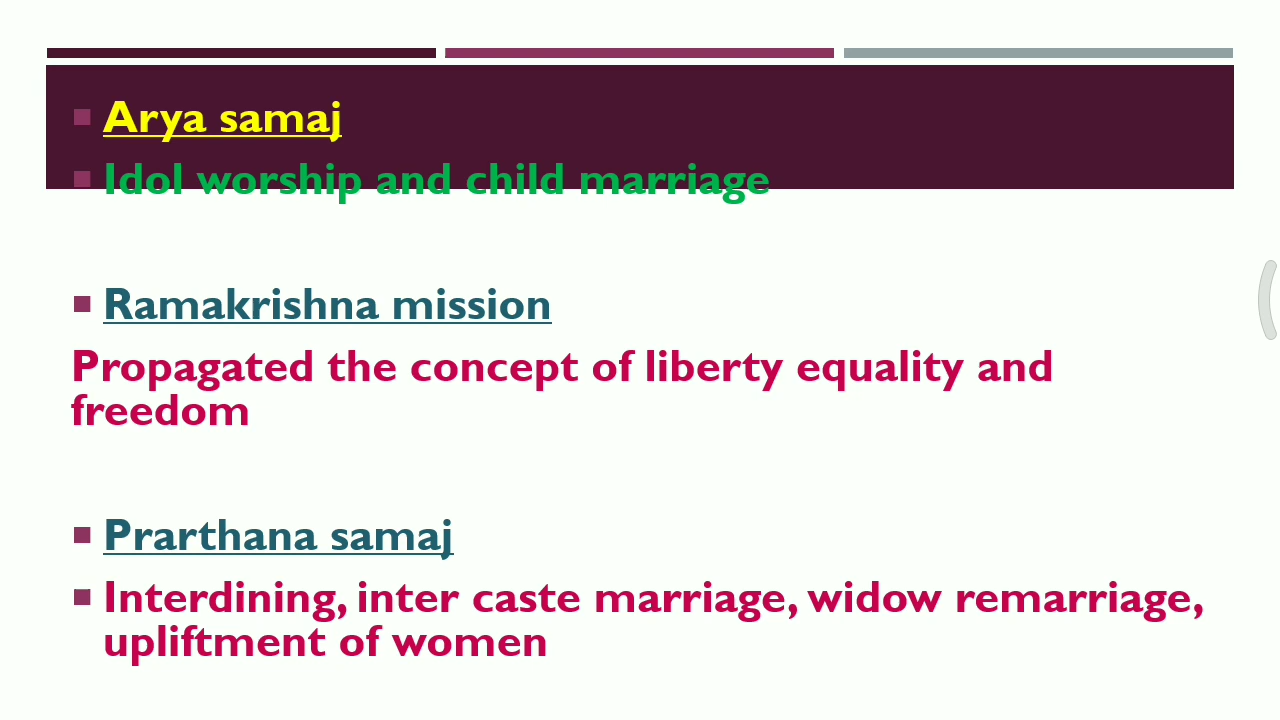 Arya samaj
Idol worship and child marriage
Ramakrishna mission
Propagated the concept of liberty equality and
freedom
Prarthana samaj
Interdining, inter caste marriage, widow remarriage,
upliftment of women